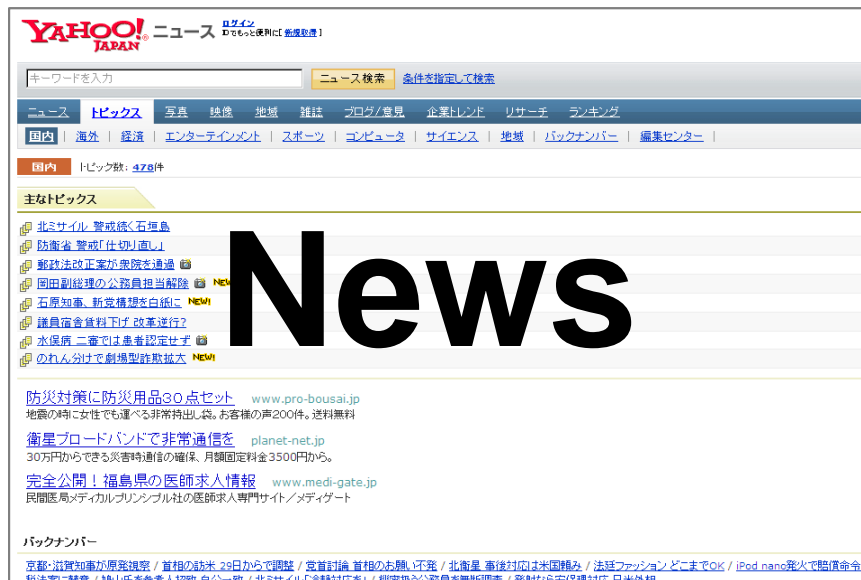 YAHOO! JAPAN ニュース ログイン
IDでもっと便利に[ 新規取得 ]
キーワードを入力 ニュース検索 条件を指定して検索
ニュース トピックス 写真 映像 地域 雑誌 ブログ/意見 企業トレンド リサーチ ランキング
国内 | 海外 | 経済 | エンターテインメント | スポーツ | コンピュータ | サイエンス | 地域 | バックナンバー | 編集センター |
国内 トピック数: 478件
主なトピックス
北ミサイル 警戒続く石垣島
防衛省 警戒「仕切り直し」
郵政法改正案が衆院を通過
岡田副総理の公務員担当解除 NEW!
石原知事、新党構想を白紙に NEW!
議員宿舎賃料下げ 改革逆行?
水俣病 二審では患者認定せず
のれん分けで劇場型詐欺拡大 NEW!
News
防災対策に防災用品30点セット www.pro-bousai.jp
地震の時に女性でも運べる非常持出し袋。お客様の声200件。送料無料
衛星ブロードバンドで非常通信を planet-net.jp
30万円からできる災害時通信の確保、月額固定料金3500円から。
完全公開！福島県の医師求人情報 www.medi-gate.jp
民間医局メディカルプリンシプル社の医師求人専門サイト／メディゲート
バックナンバー
京都・滋賀知事が原発視察 / 首相の訪米 29日からで調整 / 党首討論 首相のお願い不発 / 北衛星 事後対応は米国頼み / 法廷ファッション どこまでOK / iPod nano発火で賠償命令